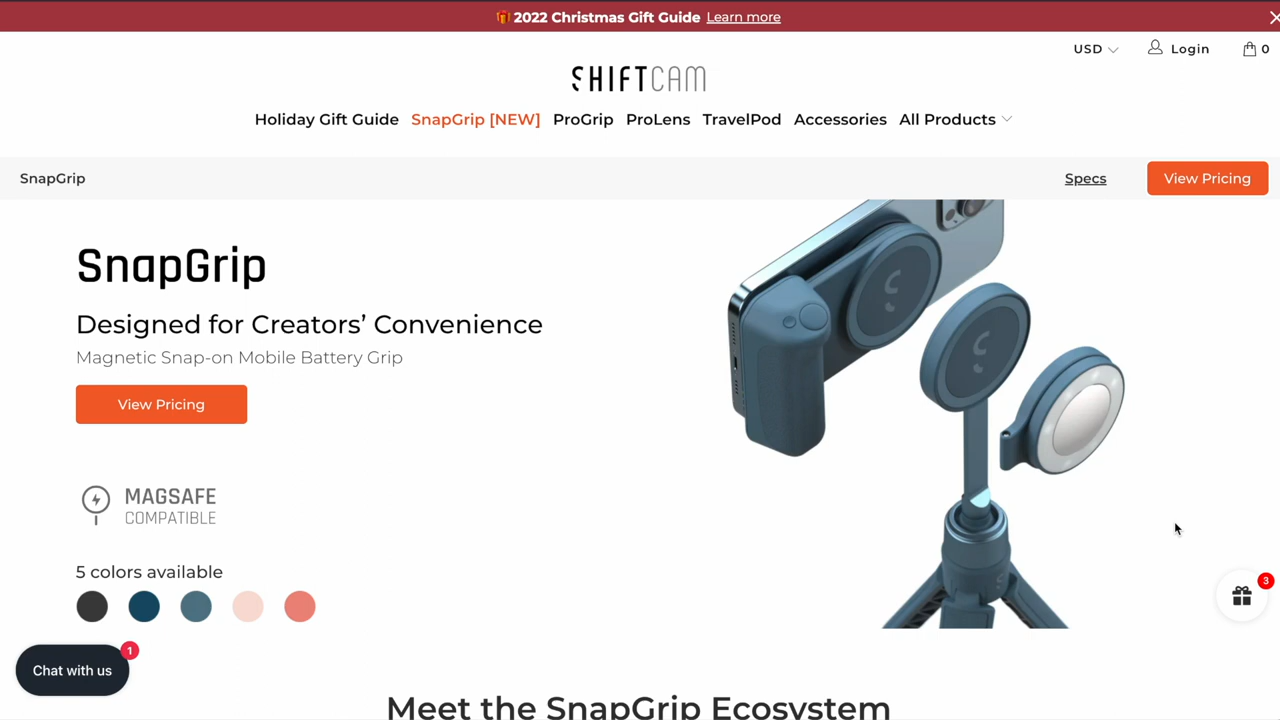 🎁 2022 Christmas Gift Guide Learn more
USD Login 0
SHIFTCAM
Holiday Gift Guide SnapGrip [NEW] ProGrip ProLens TravelPod Accessories All Products
SnapGrip Specs View Pricing
SnapGrip
Designed for Creators’ Convenience
Magnetic Snap-on Mobile Battery Grip
View Pricing
MAGSAFE
COMPATIBLE
5 colors available
3
1
Chat with us
Meet the SnapGrip Ecosystem